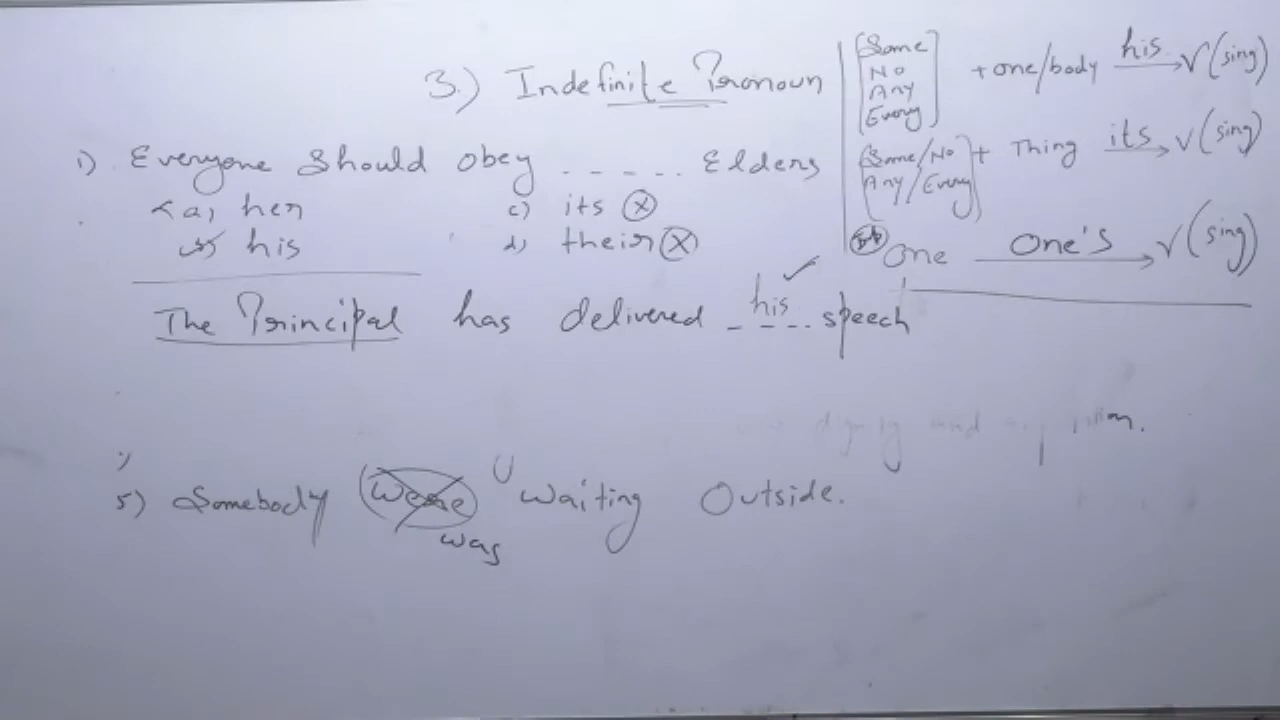 3.) Indefinite Pronoun
Some
No
Any
Every
+ one/body his → V (sing)
Some/No
Any/Every
+ Thing its → V (sing)
One One's → V (sing)
i) Everyone should obey ...... Elders
a) her c) its
b) his d) their
The Principal has delivered his speech
5) Somebody were waiting outside.
was